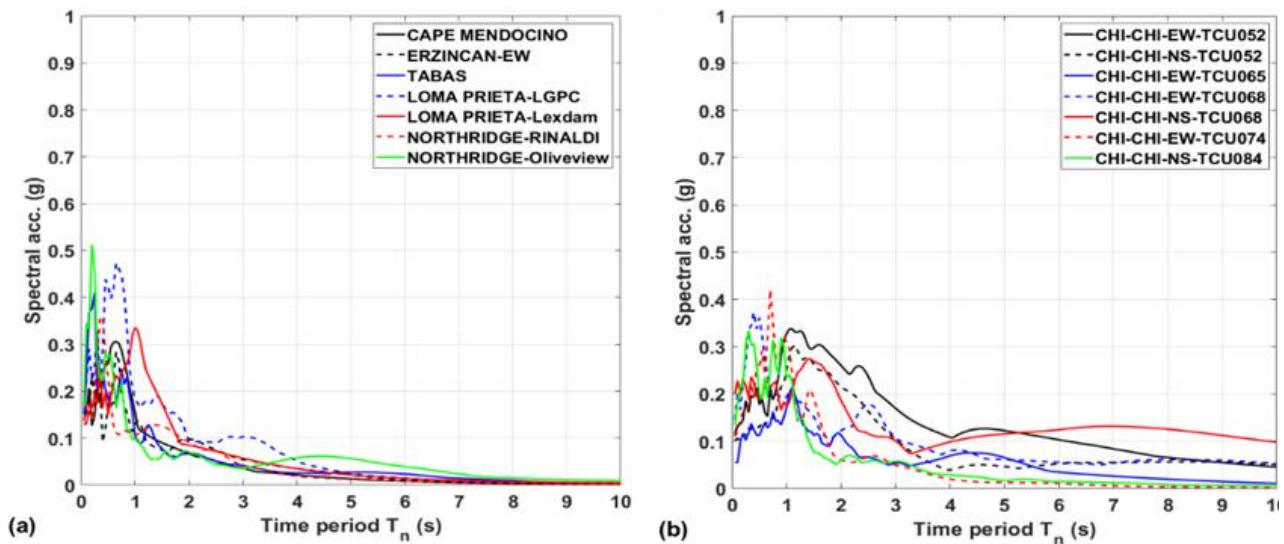 1
0.9
0.8
0.7
0.6
0.5
0.4
0.3
0.2
0.1
0
Spectral acc. (g)
CAPE MENDOCINO
ERZINCAN-EW
TABAS
LOMA PRIETA-LGPC
LOMA PRIETA-Lexdam
NORTHRIDGE-RINALDI
NORTHRIDGE-Oliveview
0 1 2 3 4 5 6 7 8 9 10
(a) Time period Tn (s)
1
0.9
0.8
0.7
0.6
0.5
0.4
0.3
0.2
0.1
0
Spectral acc. (g)
CHI-CHI-EW-TCU052
CHI-CHI-NS-TCU052
CHI-CHI-EW-TCU065
CHI-CHI-EW-TCU068
CHI-CHI-NS-TCU068
CHI-CHI-EW-TCU074
CHI-CHI-NS-TCU084
0 1 2 3 4 5 6 7 8 9 10
(b) Time period Tn (s)